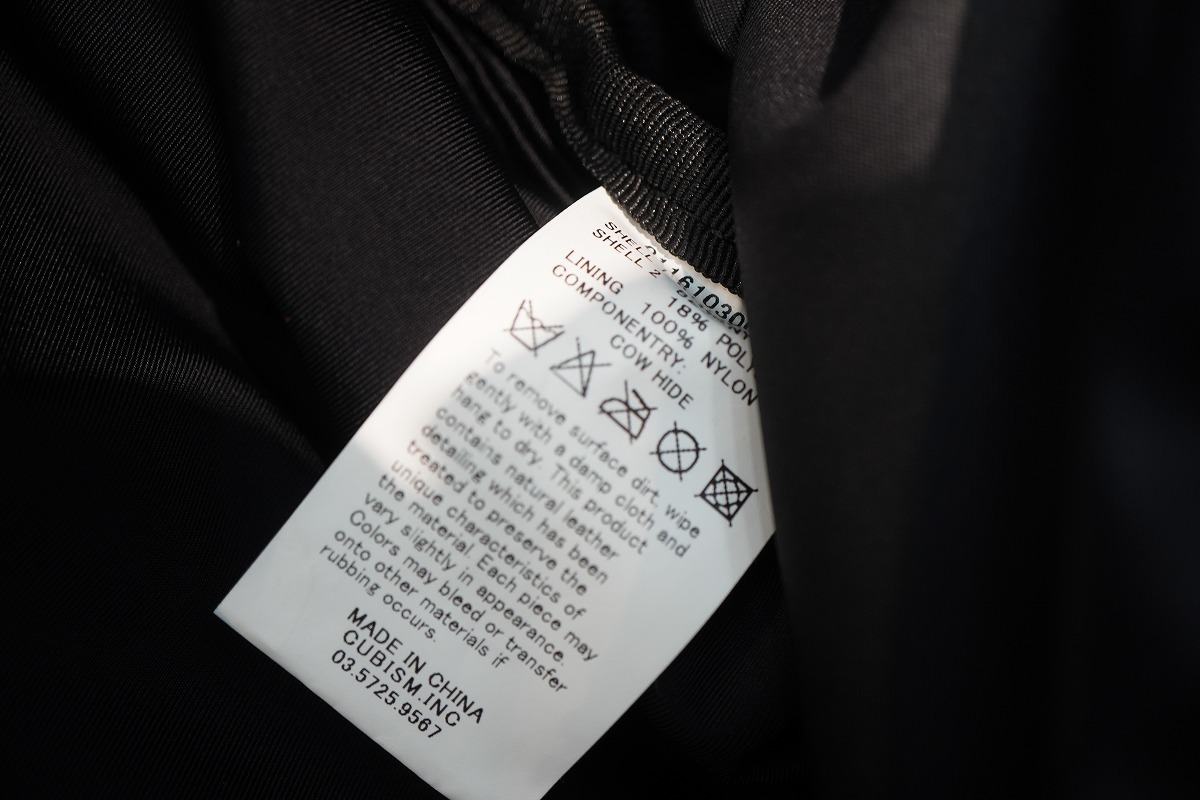 SHELL
SHELL 2
1161030
18% POLY
LINING 100% NYLON
COMPONENTRY:
COW HIDE
To remove surface dirt, wipe
gently with a damp cloth and
hang to dry. This product
contains natural leather
detailing which has been
treated to preserve the
unique characteristics of
the material. Each piece may
vary slightly in appearance.
Colors may bleed or transfer
onto other materials if
rubbing occurs.
MADE IN CHINA
CUBISM.INC
03.5725.9567